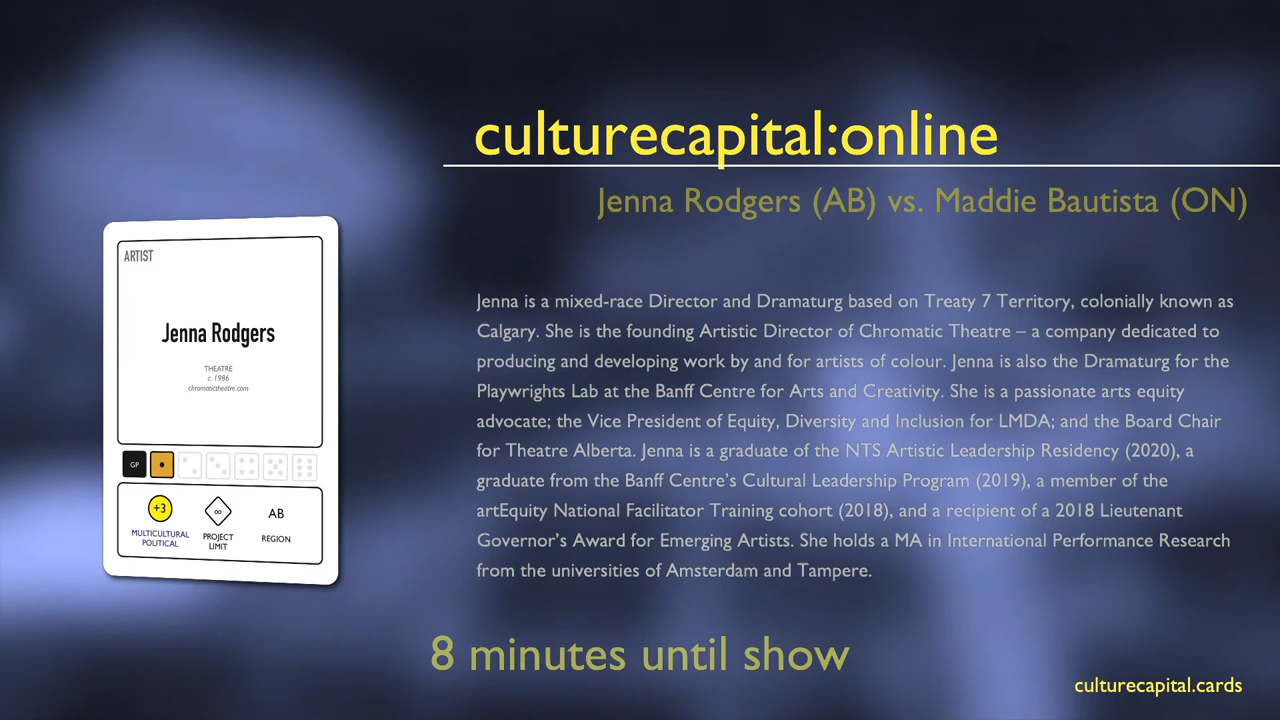 culturecapital:online
Jenna Rodgers (AB) vs. Maddie Bautista (ON)
ARTIST
Jenna Rodgers
THEATRE
c. 1986
chromatictheatre.com
GP
+3
MULTICULTURAL
POLITICAL
∞
PROJECT
LIMIT
AB
REGION
Jenna is a mixed-race Director and Dramaturg based on Treaty 7 Territory, colonially known as
Calgary. She is the founding Artistic Director of Chromatic Theatre – a company dedicated to
producing and developing work by and for artists of colour. Jenna is also the Dramaturg for the
Playwrights Lab at the Banff Centre for Arts and Creativity. She is a passionate arts equity
advocate; the Vice President of Equity, Diversity and Inclusion for LMDA; and the Board Chair
for Theatre Alberta. Jenna is a graduate of the NTS Artistic Leadership Residency (2020), a
graduate from the Banff Centre’s Cultural Leadership Program (2019), a member of the
artEquity National Facilitator Training cohort (2018), and a recipient of a 2018 Lieutenant
Governor’s Award for Emerging Artists. She holds a MA in International Performance Research
from the universities of Amsterdam and Tampere.
8 minutes until show
culturecapital.cards